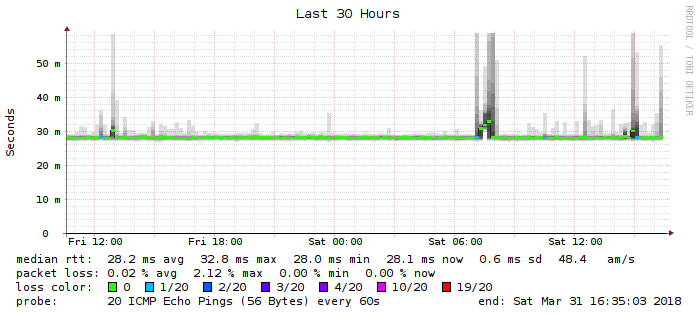 Last 30 Hours
RRDTOOL / TOBI OETIKER
Seconds
50 m
40 m
30 m
20 m
10 m
0
Fri 12:00 Fri 18:00 Sat 00:00 Sat 06:00 Sat 12:00
median rtt: 28.2 ms avg 32.8 ms max 28.0 ms min 28.1 ms now 0.6 ms sd 48.4 am/s
packet loss: 0.02 % avg 2.12 % max 0.00 % min 0.00 % now
loss color: 0 1/20 2/20 3/20 4/20 10/20 19/20
probe: 20 ICMP Echo Pings (56 Bytes) every 60s end: Sat Mar 31 16:35:03 2018